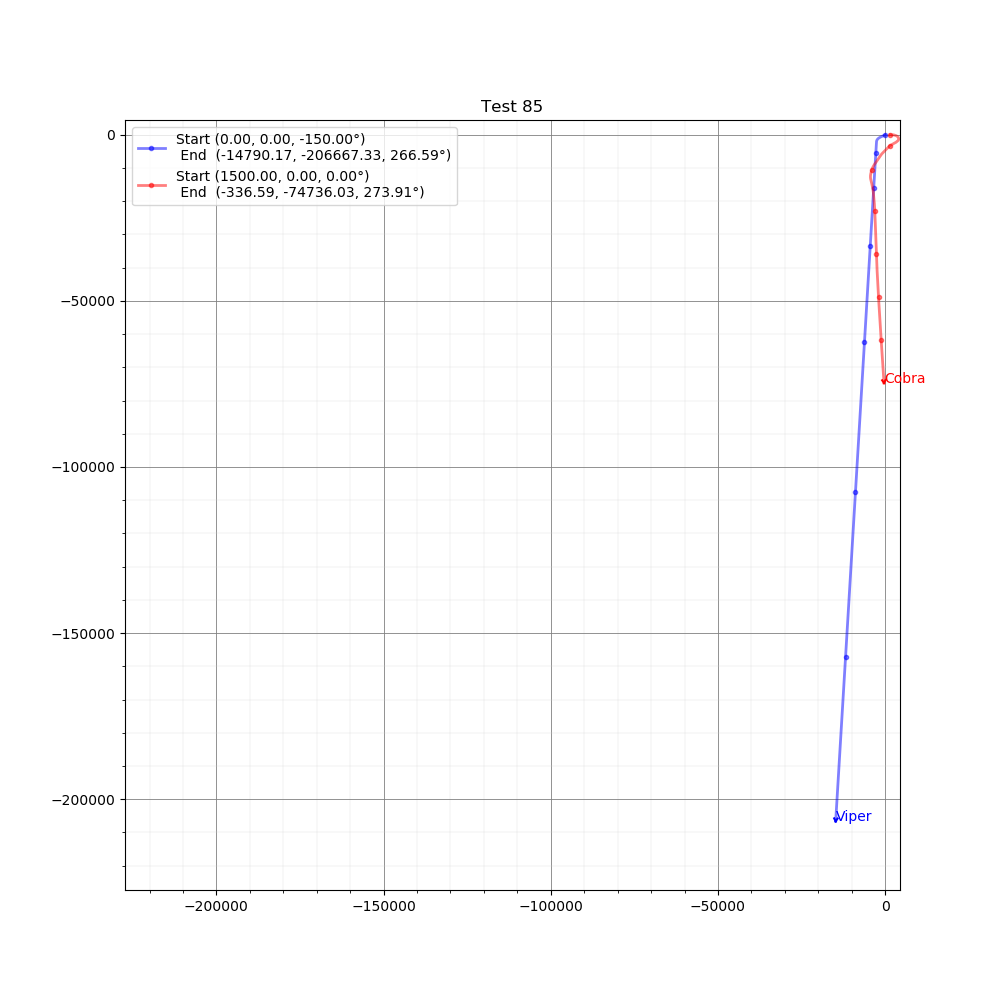 Test 85
Start (0.00, 0.00, -150.00°)
End  (-14790.17, -206667.33, 266.59°)
Start (1500.00, 0.00, 0.00°)
End  (-336.59, -74736.03, 273.91°)
0
−50000
−100000
−150000
−200000
Cobra
Viper
−200000 −150000 −100000 −50000 0